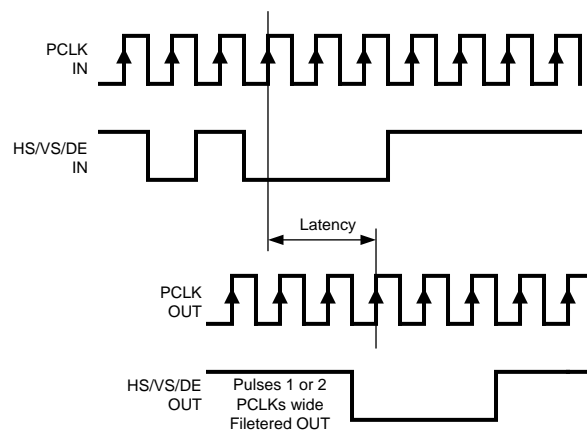 PCLK
IN
HS/VS/DE
IN
Latency
PCLK
OUT
HS/VS/DE
OUT
Pulses 1 or 2
PCLKs wide
Filetered OUT